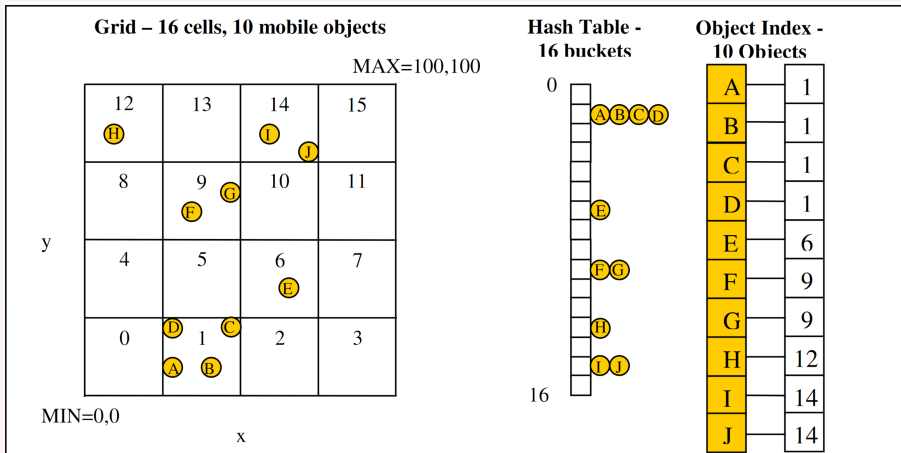 Grid – 16 cells, 10 mobile objects
MAX=100,100
12 13 14 15
H I J
8 9 10 11
G
F
y
4 5 6 7
E
D C
0 1 2 3
A B
MIN=0,0
x
Hash Table -
16 buckets
0
A B C D
E
F G
H
I J
16
Object Index -
10 Objects
A 1
B 1
C 1
D 1
E 6
F 9
G 9
H 12
I 14
J 14